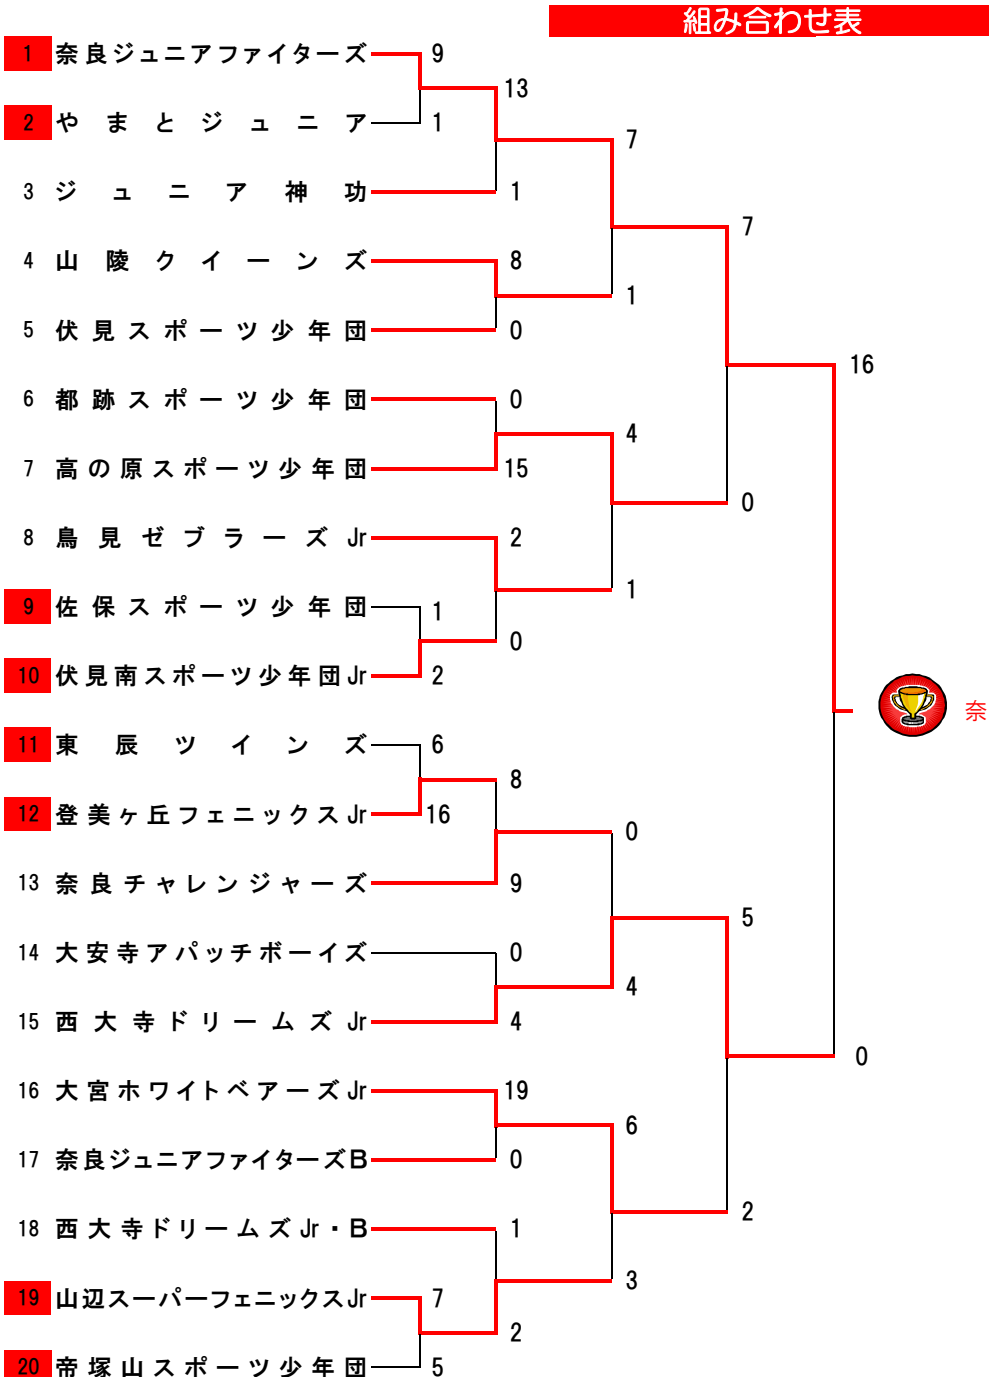 組み合わせ表
1 奈良ジュニアファイターズ 9
13
2 やまとジュニア 1
7
3 ジュニア神功 1
7
4 山陵クイーンズ 8
1
5 伏見スポーツ少年団 0
16
6 都跡スポーツ少年団 0
4
7 高の原スポーツ少年団 15
0
8 鳥見ゼブラーズJr 2
1
9 佐保スポーツ少年団 1
0
10 伏見南スポーツ少年団Jr 2
奈
11 東辰ツインズ 6
8
12 登美ヶ丘フェニックスJr 16
0
13 奈良チャレンジャーズ 9
5
14 大安寺アパッチボーイズ 0
4
15 西大寺ドリームズJr 4
0
16 大宮ホワイトベアーズJr 19
6
17 奈良ジュニアファイターズB 0
2
18 西大寺ドリームズJr・B 1
3
19 山辺スーパーフェニックスJr 7
2
20 帝塚山スポーツ少年団 5